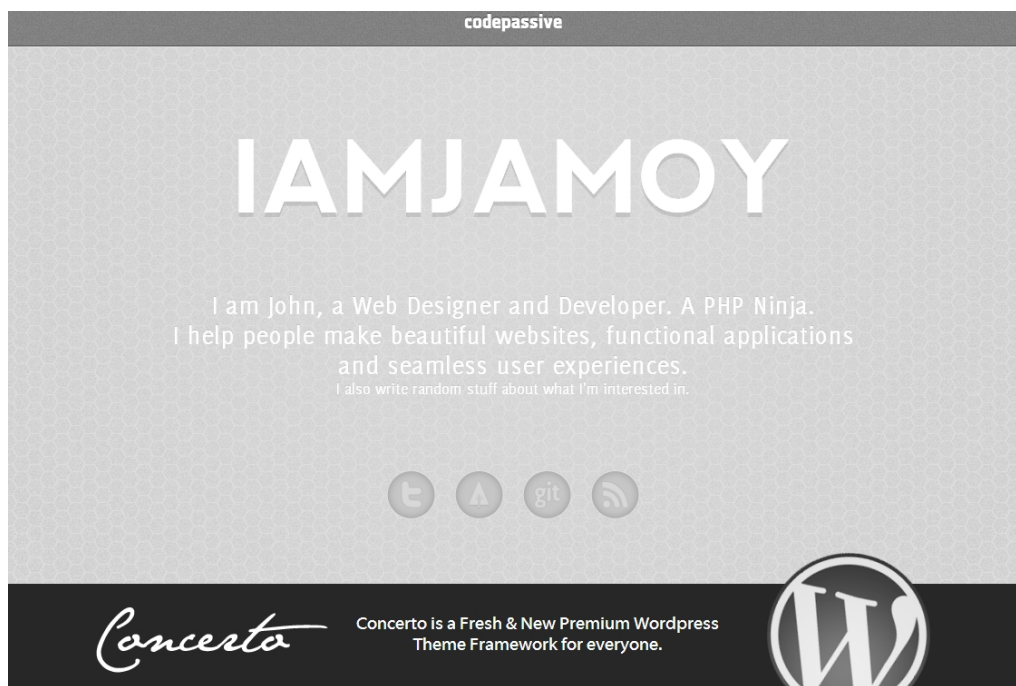 codepassive
IAMJAMOY
I am John, a Web Designer and Developer. A PHP Ninja.
I help people make beautiful websites, functional applications
and seamless user experiences.
I also write random stuff about what I'm interested in.
git
Concerto
Concerto is a Fresh & New Premium Wordpress
Theme Framework for everyone.